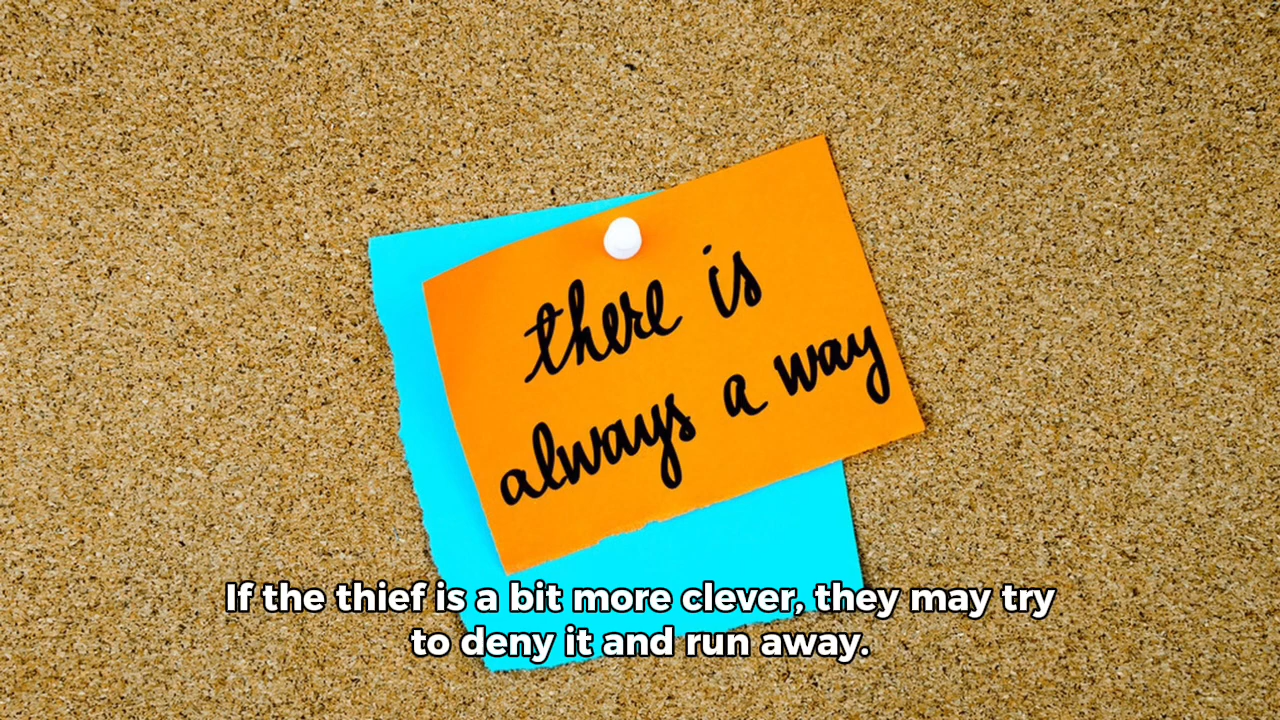 there is
always a way
If the thief is a bit more clever, they may try
to deny it and run away.